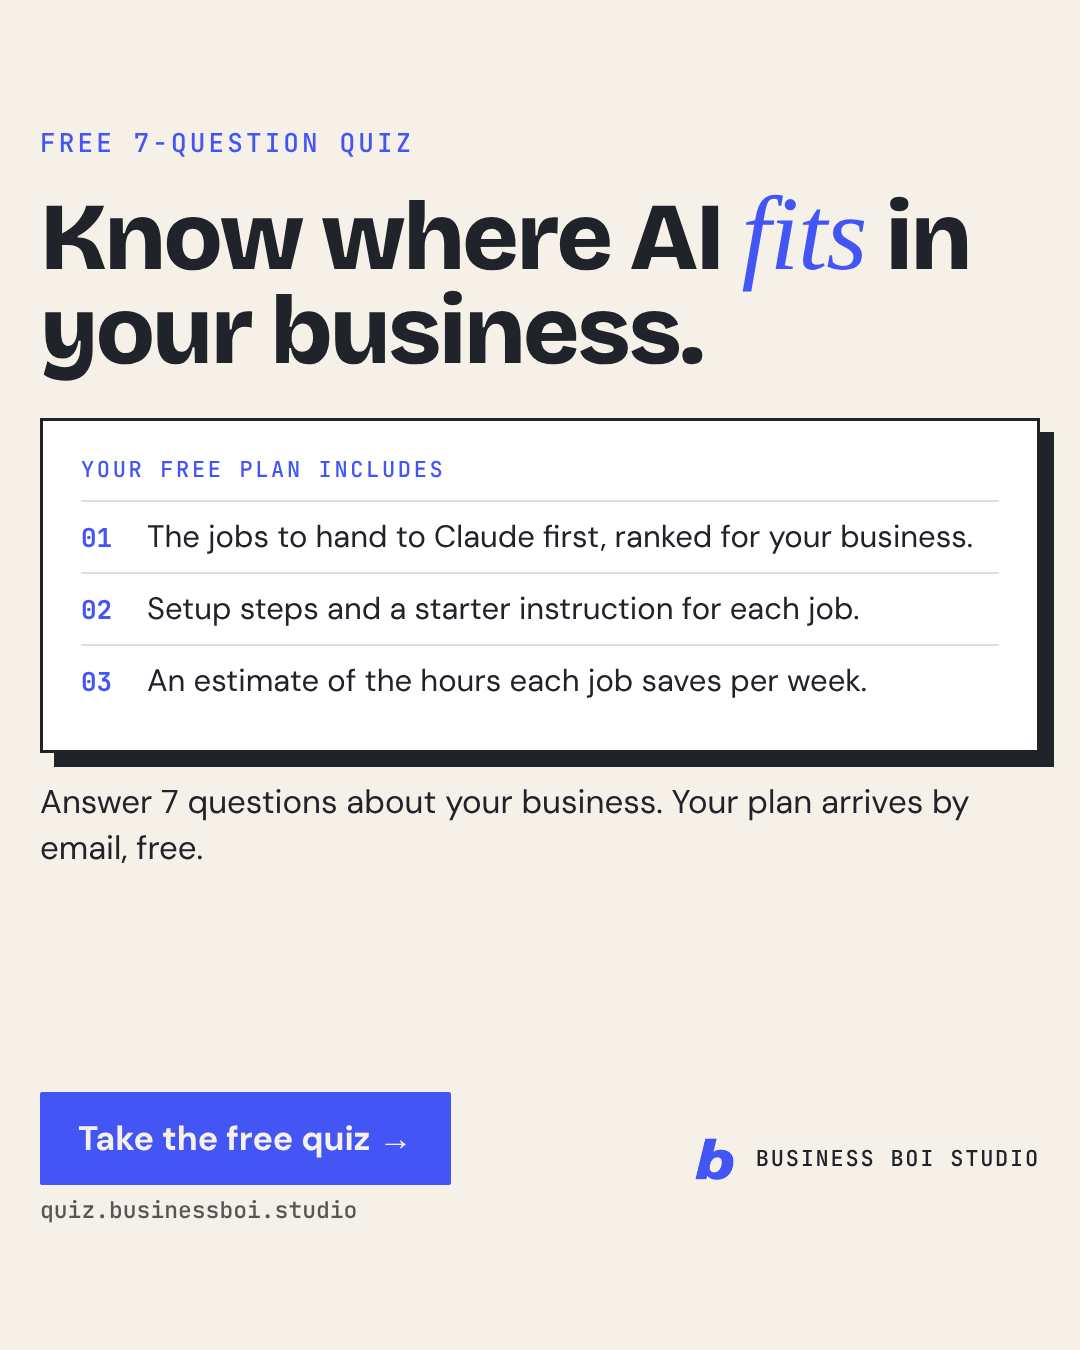 FREE 7-QUESTION QUIZ
Know where AI fits in
your business.
YOUR FREE PLAN INCLUDES
01 The jobs to hand to Claude first, ranked for your business.
02 Setup steps and a starter instruction for each job.
03 An estimate of the hours each job saves per week.
Answer 7 questions about your business. Your plan arrives by
email, free.
Take the free quiz →
quiz.businessboi.studio
b BUSINESS BOI STUDIO